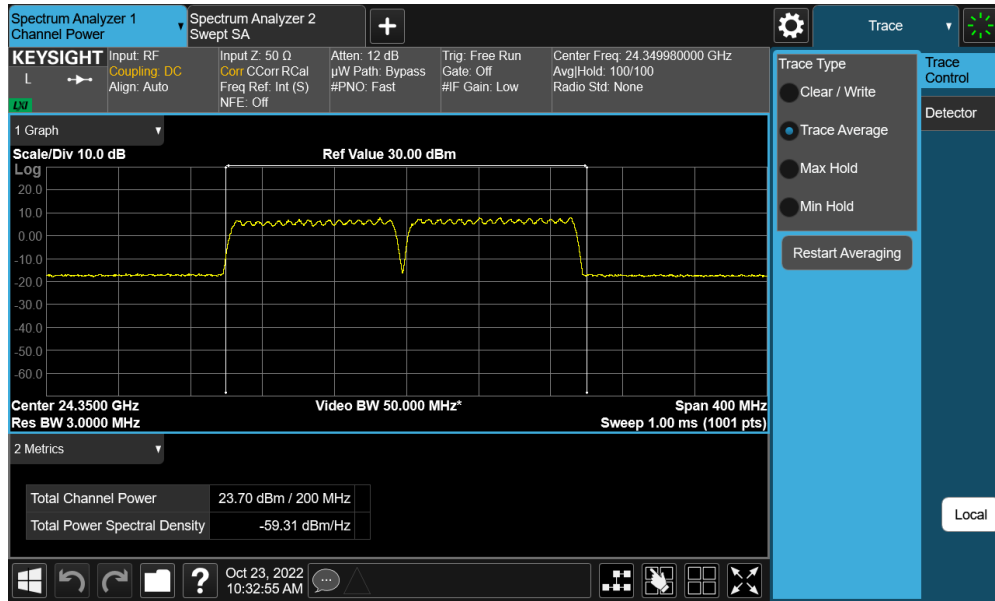 Spectrum Analyzer 1
Channel Power
Spectrum Analyzer 2
Swept SA
Trace
KEYSIGHT
L
LXI
Input: RF
Coupling: DC
Align: Auto
Input Z: 50 Ω
Corr CCorr RCal
Freq Ref: Int (S)
NFE: Off
Atten: 12 dB
µW Path: Bypass
#PNO: Fast
Trig: Free Run
Gate: Off
#IF Gain: Low
Center Freq: 24.349980000 GHz
Avg|Hold: 100/100
Radio Std: None
1 Graph
Scale/Div 10.0 dB
Ref Value 30.00 dBm
Log
20.0
10.0
0.00
-10.0
-20.0
-30.0
-40.0
-50.0
-60.0
Center 24.3500 GHz
Video BW 50.000 MHz*
Span 400 MHz
Res BW 3.0000 MHz
Sweep 1.00 ms (1001 pts)
2 Metrics
Total Channel Power 23.70 dBm / 200 MHz
Total Power Spectral Density -59.31 dBm/Hz
?
Oct 23, 2022
10:32:55 AM
Trace Type
Clear / Write
Trace Average
Max Hold
Min Hold
Restart Averaging
Trace
Control
Detector
Local